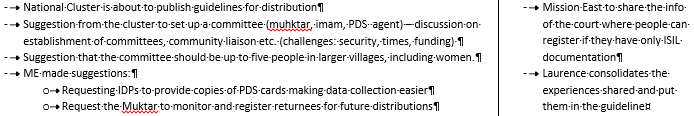 - National Cluster is about to publish guidelines for distribution
- Suggestion from the cluster to set up a committee (muhktar, imam, PDS agent) – discussion on
establishment of committees, community liaison etc. (challenges: security, times, funding)
- Suggestion that the committee should be up to five people in larger villages, including women.
- ME made suggestions:
o Requesting IDPs to provide copies of PDS cards making data collection easier
o Request the Muktar to monitor and register returnees for future distributions
- Mission East to share the info
of the court where people can
register if they have only ISIL
documentation
- Laurence consolidates the
experiences shared and put
them in the guideline